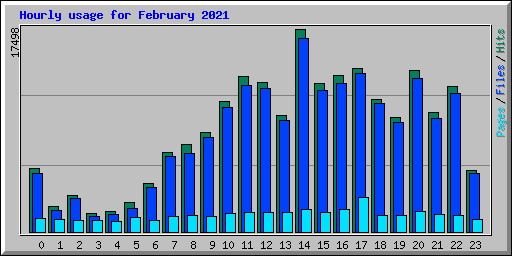 Hourly usage for February 2021
17498
Pages / Files / Hits
0 1 2 3 4 5 6 7 8 9 10 11 12 13 14 15 16 17 18 19 20 21 22 23